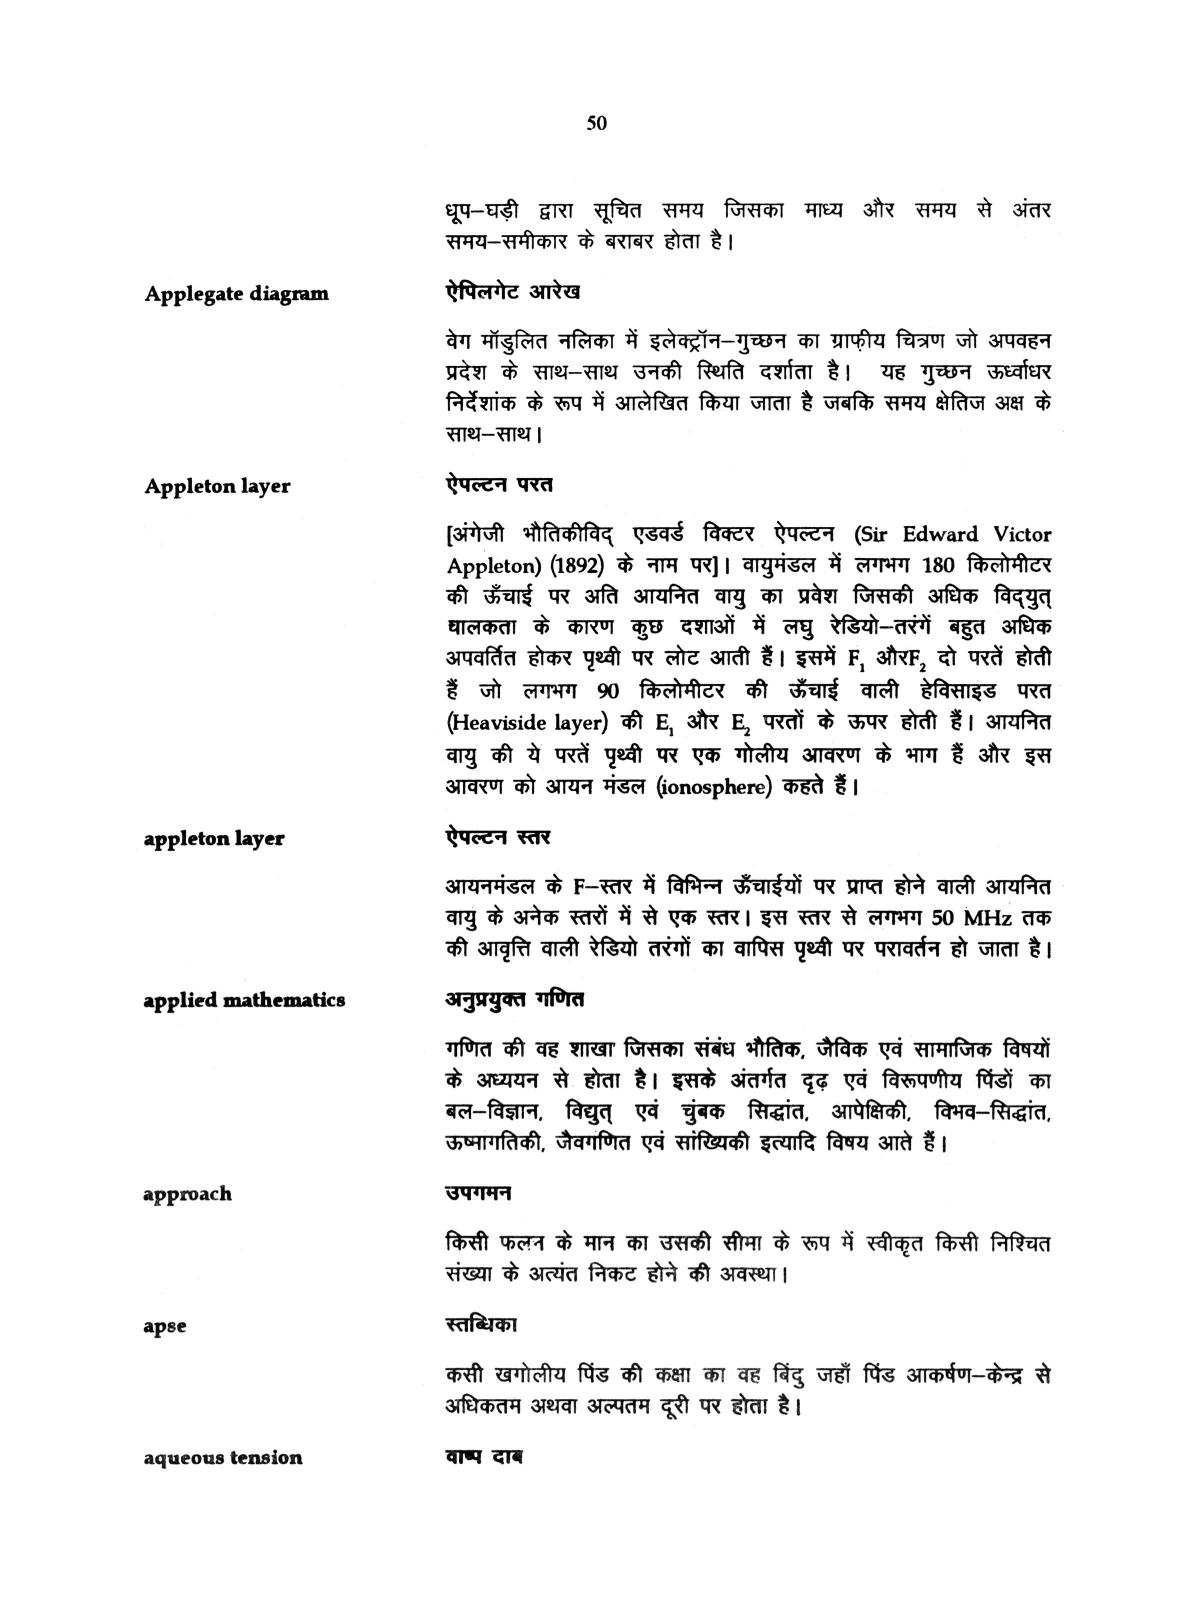 50
धूप–घड़ी द्वारा सूचित समय जिसका माध्य और समय से अंतर
समय–समीकार के बराबर होता है।
Applegate diagram ऐपिलगेट आरेख
वेग मॉडुलित नलिका में इलेक्ट्रॉन–गुच्छन का ग्राफ़ीय चित्रण जो अपवहन
प्रदेश के साथ–साथ उनकी स्थिति दर्शाता है। यह गुच्छन ऊर्ध्वाधर
निर्देशांक के रूप में आलेखित किया जाता है जबकि समय क्षेतिज अक्ष के
साथ–साथ।
Appleton layer ऐपल्टन परत
[अंगेजी भौतिकीविद् एडवर्ड विक्टर ऐपल्टन (Sir Edward Victor
Appleton) (1892) के नाम पर]। वायुमंडल में लगभग 180 किलोमीटर
की ऊँचाई पर अति आयनित वायु का प्रवेश जिसकी अधिक विद्युत्
चालकता के कारण कुछ दशाओं में लघु रेडियो–तरंगें बहुत अधिक
अपवर्तित होकर पृथ्वी पर लोट आती हैं। इसमें F₁ औरF₂ दो परतें होती
हैं जो लगभग 90 किलोमीटर की ऊँचाई वाली हेविसाइड परत
(Heaviside layer) की E₁ और E₂ परतों के ऊपर होती हैं। आयनित
वायु की ये परतें पृथ्वी पर एक गोलीय आवरण के भाग हैं और इस
आवरण को आयन मंडल (ionosphere) कहते हैं।
appleton layer ऐपल्टन स्तर
आयनमंडल के F–स्तर में विभिन्न ऊँचाईयों पर प्राप्त होने वाली आयनित
वायु के अनेक स्तरों में से एक स्तर। इस स्तर से लगभग 50 MHz तक
की आवृत्ति वाली रेडियो तरंगों का वापिस पृथ्वी पर परावर्तन हो जाता है।
applied mathematics अनुप्रयुक्त गणित
गणित की वह शाखा जिसका संबंध भौतिक, जैविक एवं सामाजिक विषयों
के अध्ययन से होता है। इसके अंतर्गत दृढ़ एवं विरूपणीय पिंडों का
बल–विज्ञान, विद्युत् एवं चुंबक सिद्धांत, आपेक्षिकी, विभव–सिद्धांत,
ऊष्मागतिकी, जैवगणित एवं सांख्यिकी इत्यादि विषय आते हैं।
approach उपगमन
किसी फलन के मान का उसकी सीमा के रूप में स्वीकृत किसी निश्चित
संख्या के अत्यंत निकट होने की अवस्था।
apse स्तब्धिका
कसी खगोलीय पिंड की कक्षा का वह बिंदु जहाँ पिंड आकर्षण–केन्द्र से
अधिकतम अथवा अल्पतम दूरी पर होता है।
aqueous tension वाष्प दाब